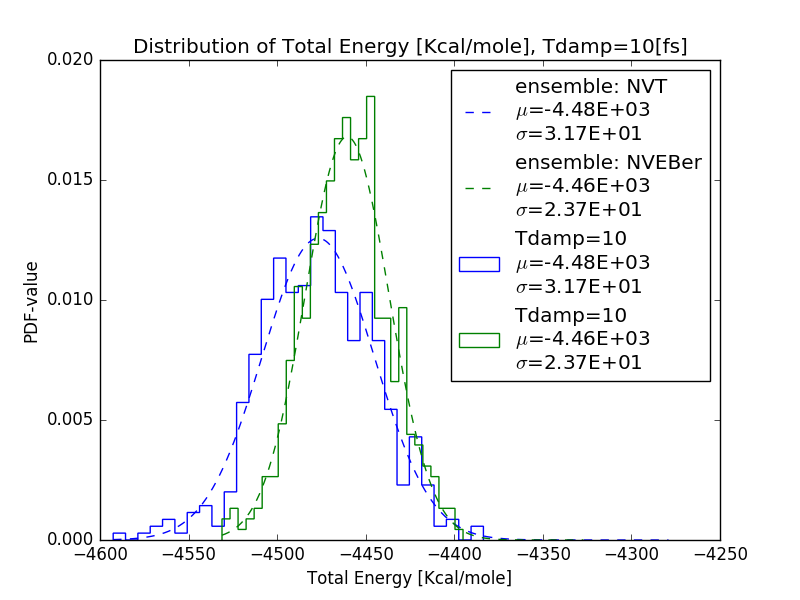 Distribution of Total Energy [Kcal/mole], Tdamp=10[fs]
0.020
0.015
0.010
0.005
0.000
PDF-value
ensemble: NVT
μ=-4.48E+03
σ=3.17E+01
ensemble: NVEBer
μ=-4.46E+03
σ=2.37E+01
Tdamp=10
μ=-4.48E+03
σ=3.17E+01
Tdamp=10
μ=-4.46E+03
σ=2.37E+01
−4600 −4550 −4500 −4450 −4400 −4350 −4300 −4250
Total Energy [Kcal/mole]